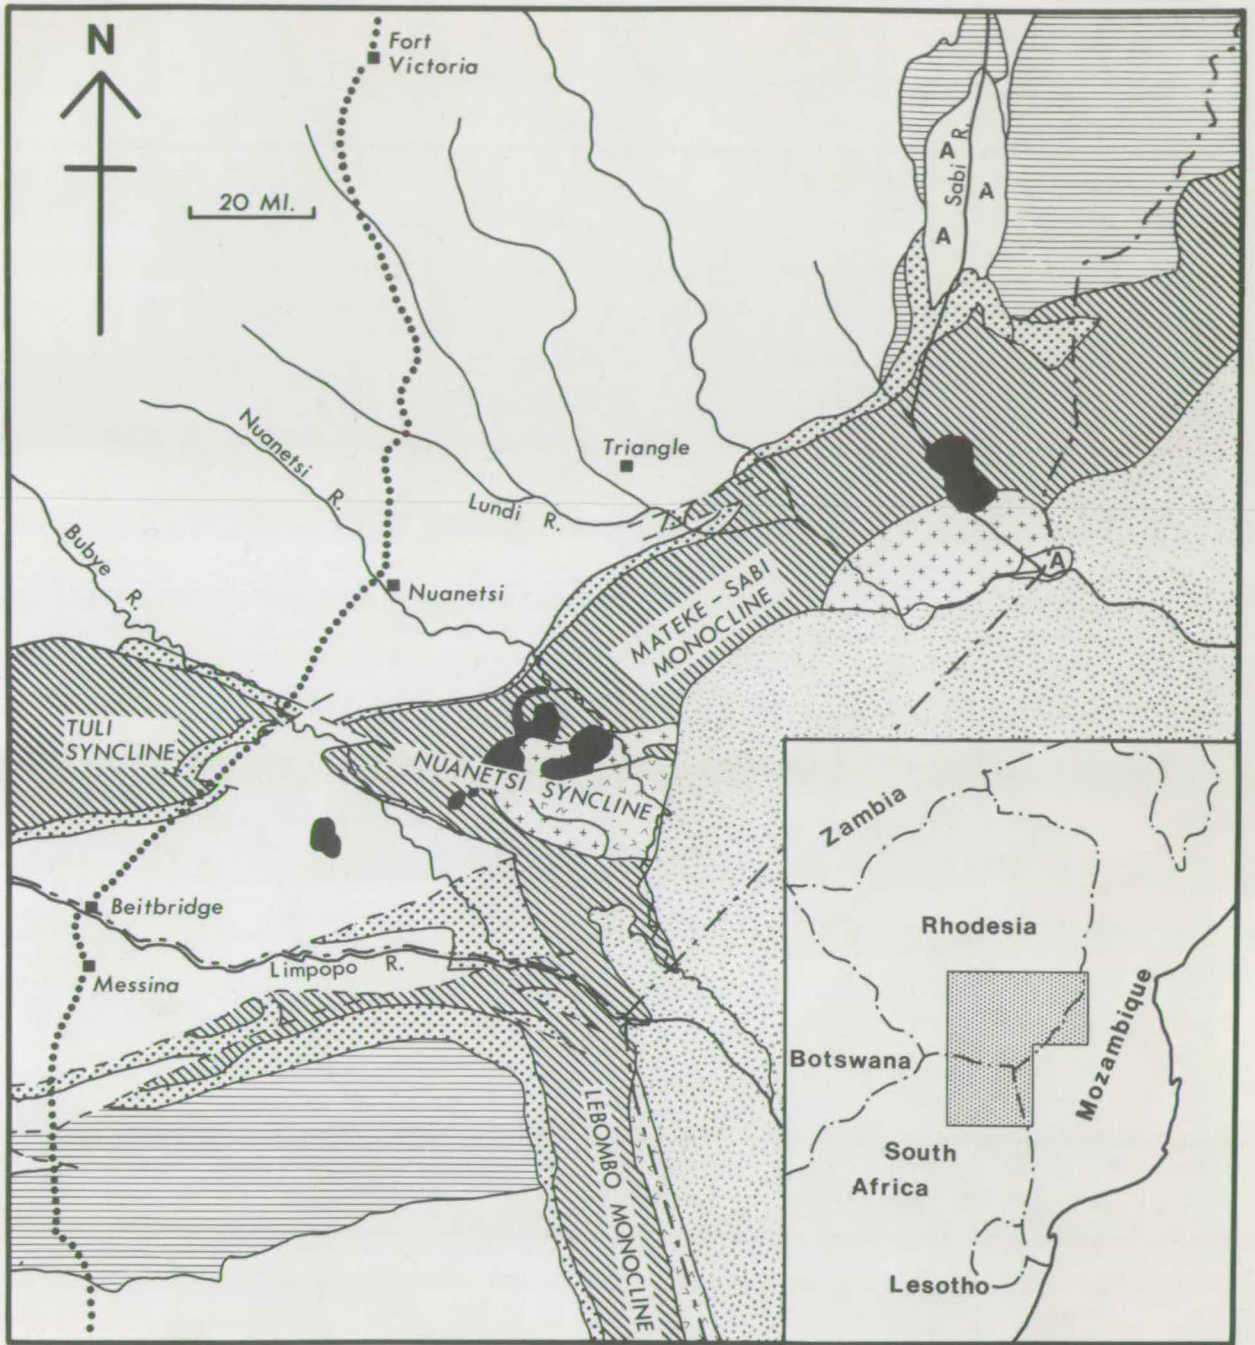 N
Fort
Victoria
20 MI.
A
Sabi R.
A
A
Nuanetsi R.
Triangle
Lundi R.
Bubye R.
Nuanetsi
A
MATEKE – SABI
MONOCLINE
TULI
SYNCLINE
NUANETSI SYNCLINE
Beitbridge
Limpopo R.
Messina
LEBOMBO MONOCLINE
Zambia
Rhodesia
Botswana
Mozambique
South
Africa
Lesotho